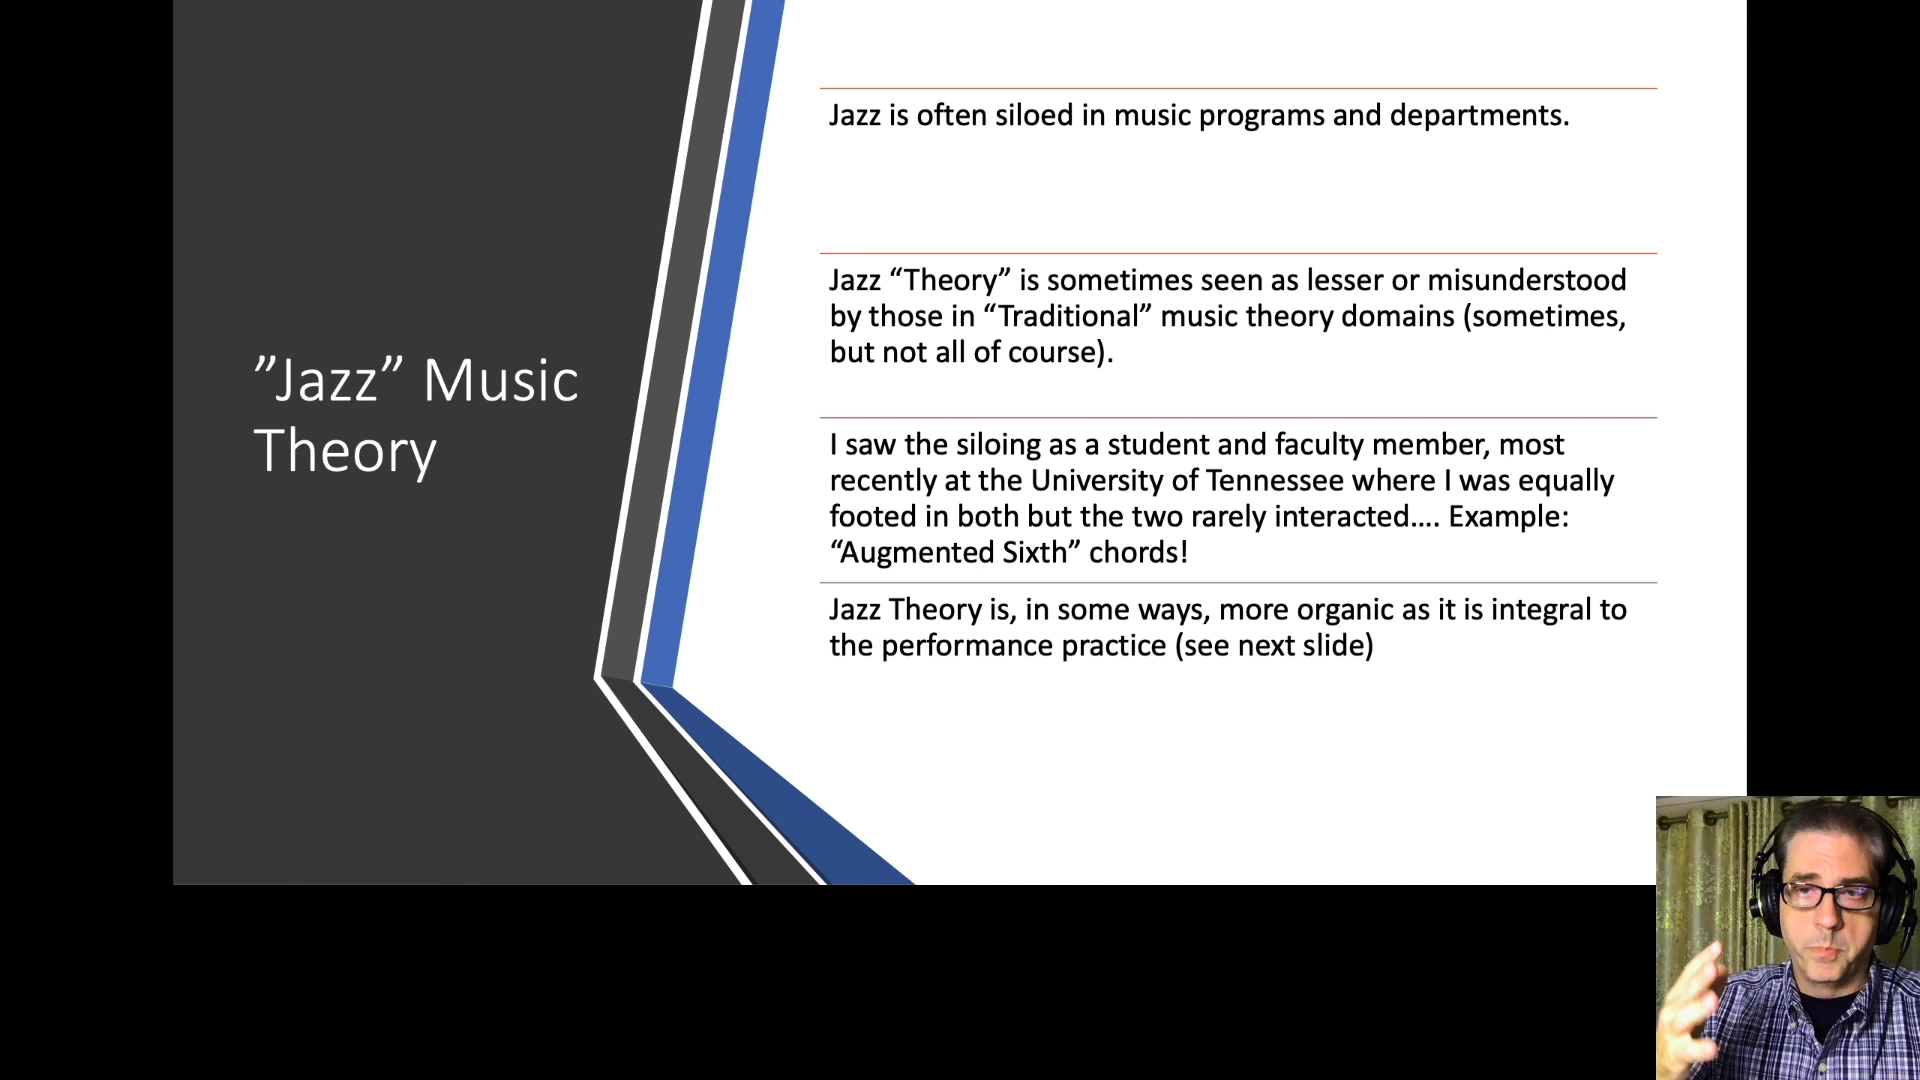 ”Jazz” Music
Theory
Jazz is often siloed in music programs and departments.
Jazz “Theory” is sometimes seen as lesser or misunderstood
by those in “Traditional” music theory domains (sometimes,
but not all of course).
I saw the siloing as a student and faculty member, most
recently at the University of Tennessee where I was equally
footed in both but the two rarely interacted…. Example:
“Augmented Sixth” chords!
Jazz Theory is, in some ways, more organic as it is integral to
the performance practice (see next slide)